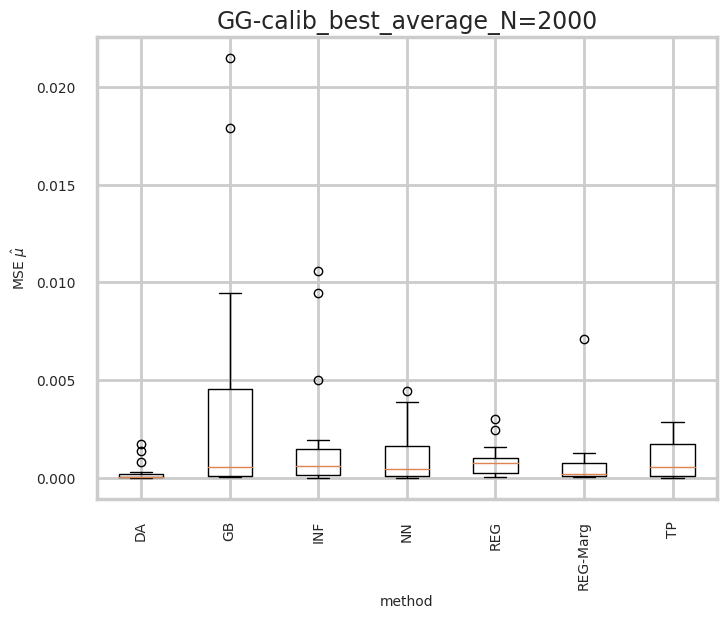 GG-calib_best_average_N=2000
0.020
0.015
0.010
0.005
0.000
MSE $\hat{\mu}$
DA
GB
INF
NN
REG
REG-Marg
TP
method